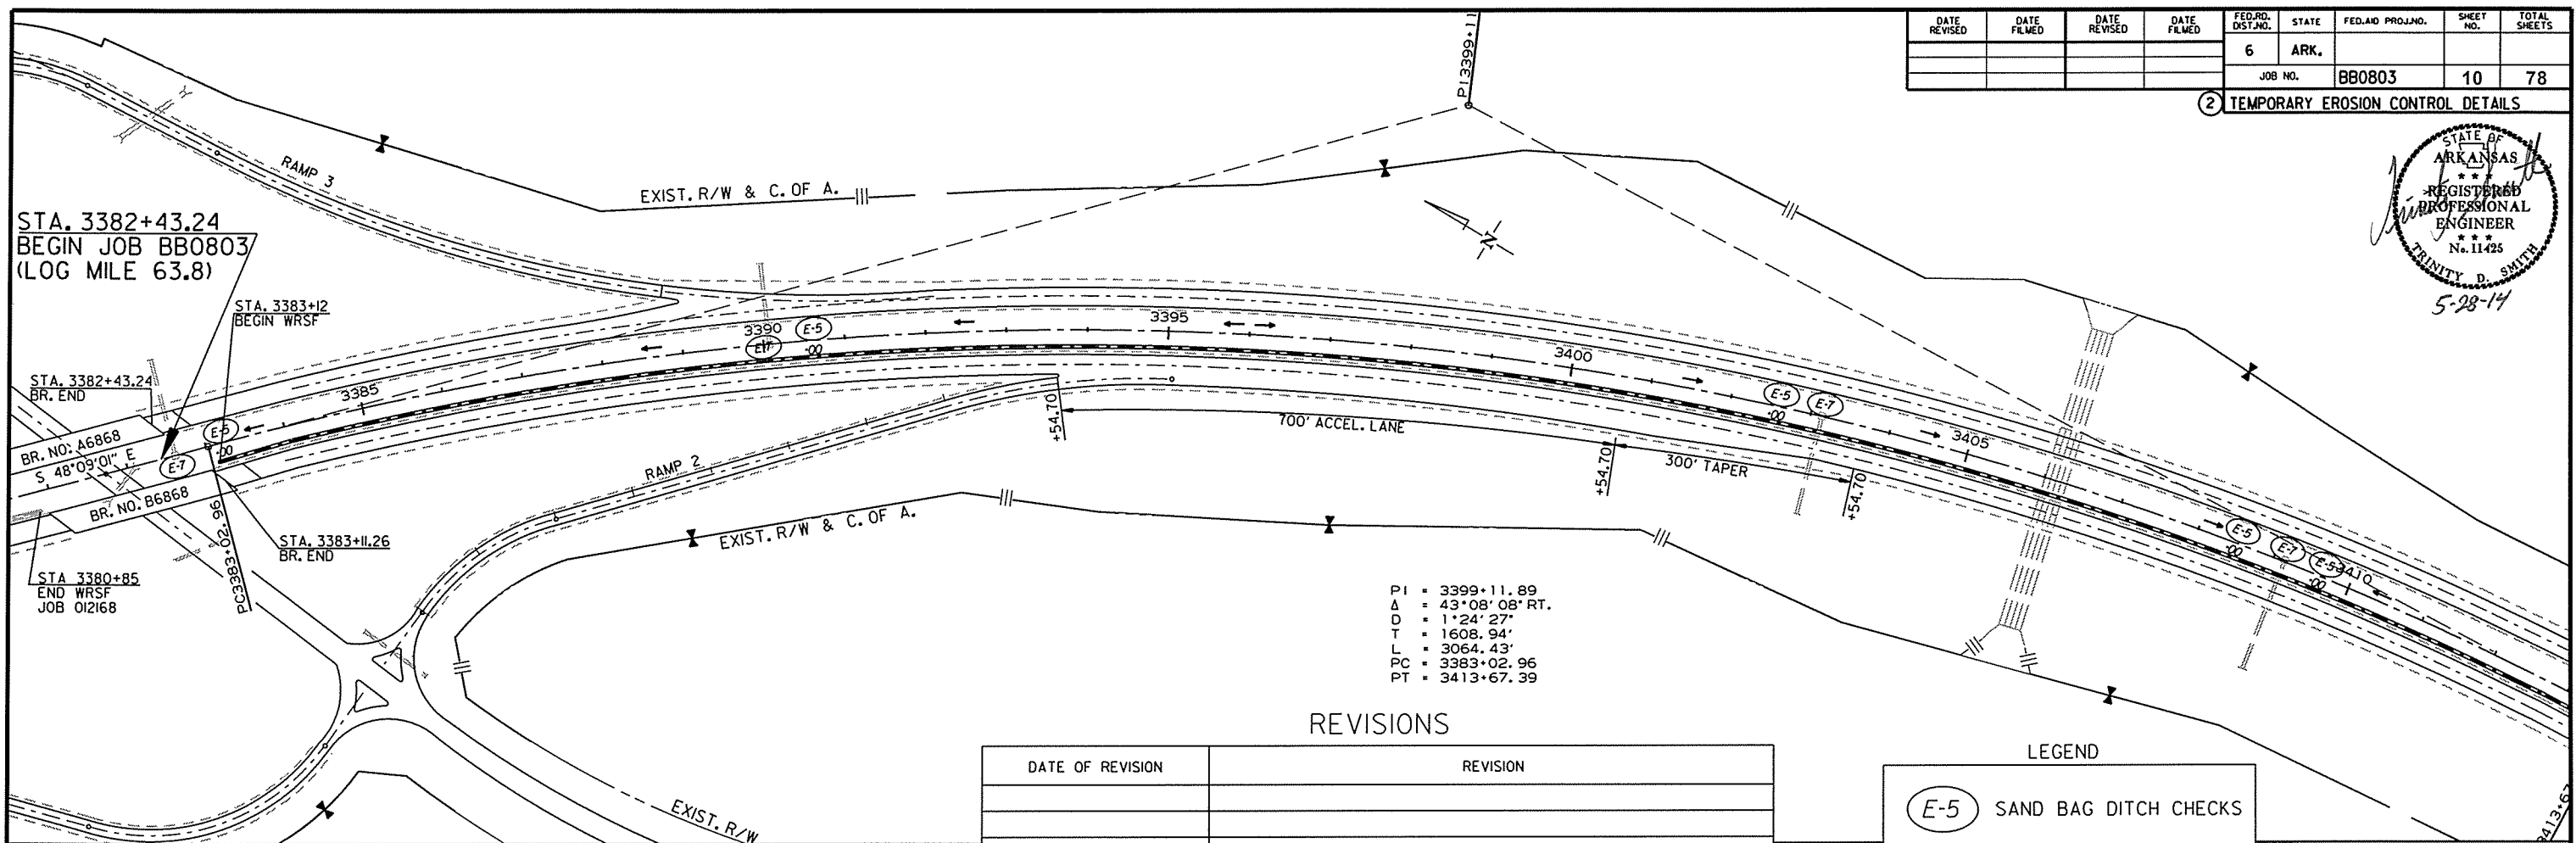 DATE REVISED
DATE FILMED
DATE REVISED
DATE FILMED
FED.RD. DIST.NO.
STATE
FED.AID PROJ.NO.
SHEET NO.
TOTAL SHEETS
6
ARK.
JOB NO.
BB0803
10
78
2 TEMPORARY EROSION CONTROL DETAILS
STATE OF
ARKANSAS
* * *
REGISTERED
PROFESSIONAL
ENGINEER
* * *
No. 11425
TRINITY D. SMITH
5-28-14
PI 3399+11
RAMP 3
EXIST. R/W & C. OF A.
N
STA. 3382+43.24
BEGIN JOB BB0803
(LOG MILE 63.8)
STA. 3383+12
BEGIN WRSF
STA. 3382+43.24
BR. END
3385
3390
E-5
E-7
3395
3400
E-5
E-7
3405
E-5
E-7
E-5
3410
E-5
E-7
BR. NO. A6868
S 48°09'01" E
BR. NO. B6868
PC3383+02.96
STA. 3383+11.26
BR. END
STA 3380+85
END WRSF
JOB 012168
RAMP 2
+54.70
700' ACCEL. LANE
+54.70
300' TAPER
+54.70
EXIST. R/W & C. OF A.
EXIST. R/W
PI = 3399+11.89
Δ = 43°08'08" RT.
D = 1°24'27"
T = 1608.94'
L = 3064.43'
PC = 3383+02.96
PT = 3413+67.39
REVISIONS
DATE OF REVISION
REVISION
LEGEND
E-5 SAND BAG DITCH CHECKS